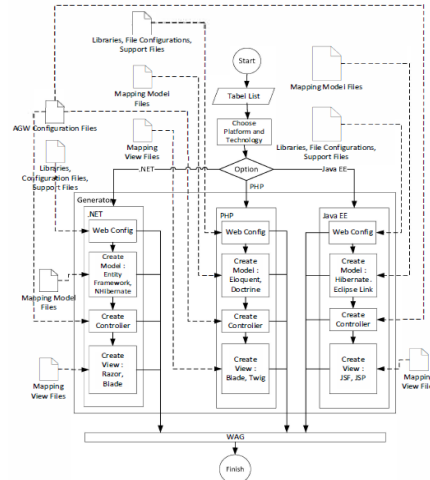 Libraries, File Configurations,
Support Files
Start
Mapping Model
Files
Tabel List
Mapping Model Files
AGW Configuration Files
Choose
Platform and
Technology
Mapping
View Files
Libraries, File Configurations,
Support Files
Libraries,
Configuration Files,
Support Files
Option
.NET
PHP
Java EE
Generator
.NET
PHP
Java EE
Web Config
Web Config
Web Config
Create
Model :
Entity
Framework,
NHibernate
Create
Model :
Eloquent,
Doctrine
Create
Model :
Hibernate.
Eclipse Link
Mapping Model
Files
Create
Controller
Create
Controller
Create
Controller
Create
View :
Razor,
Blade
Create
View :
Blade, Twig
Create
View :
JSF, JSP
Mapping
View Files
Mapping
View Files
WAG
Finish